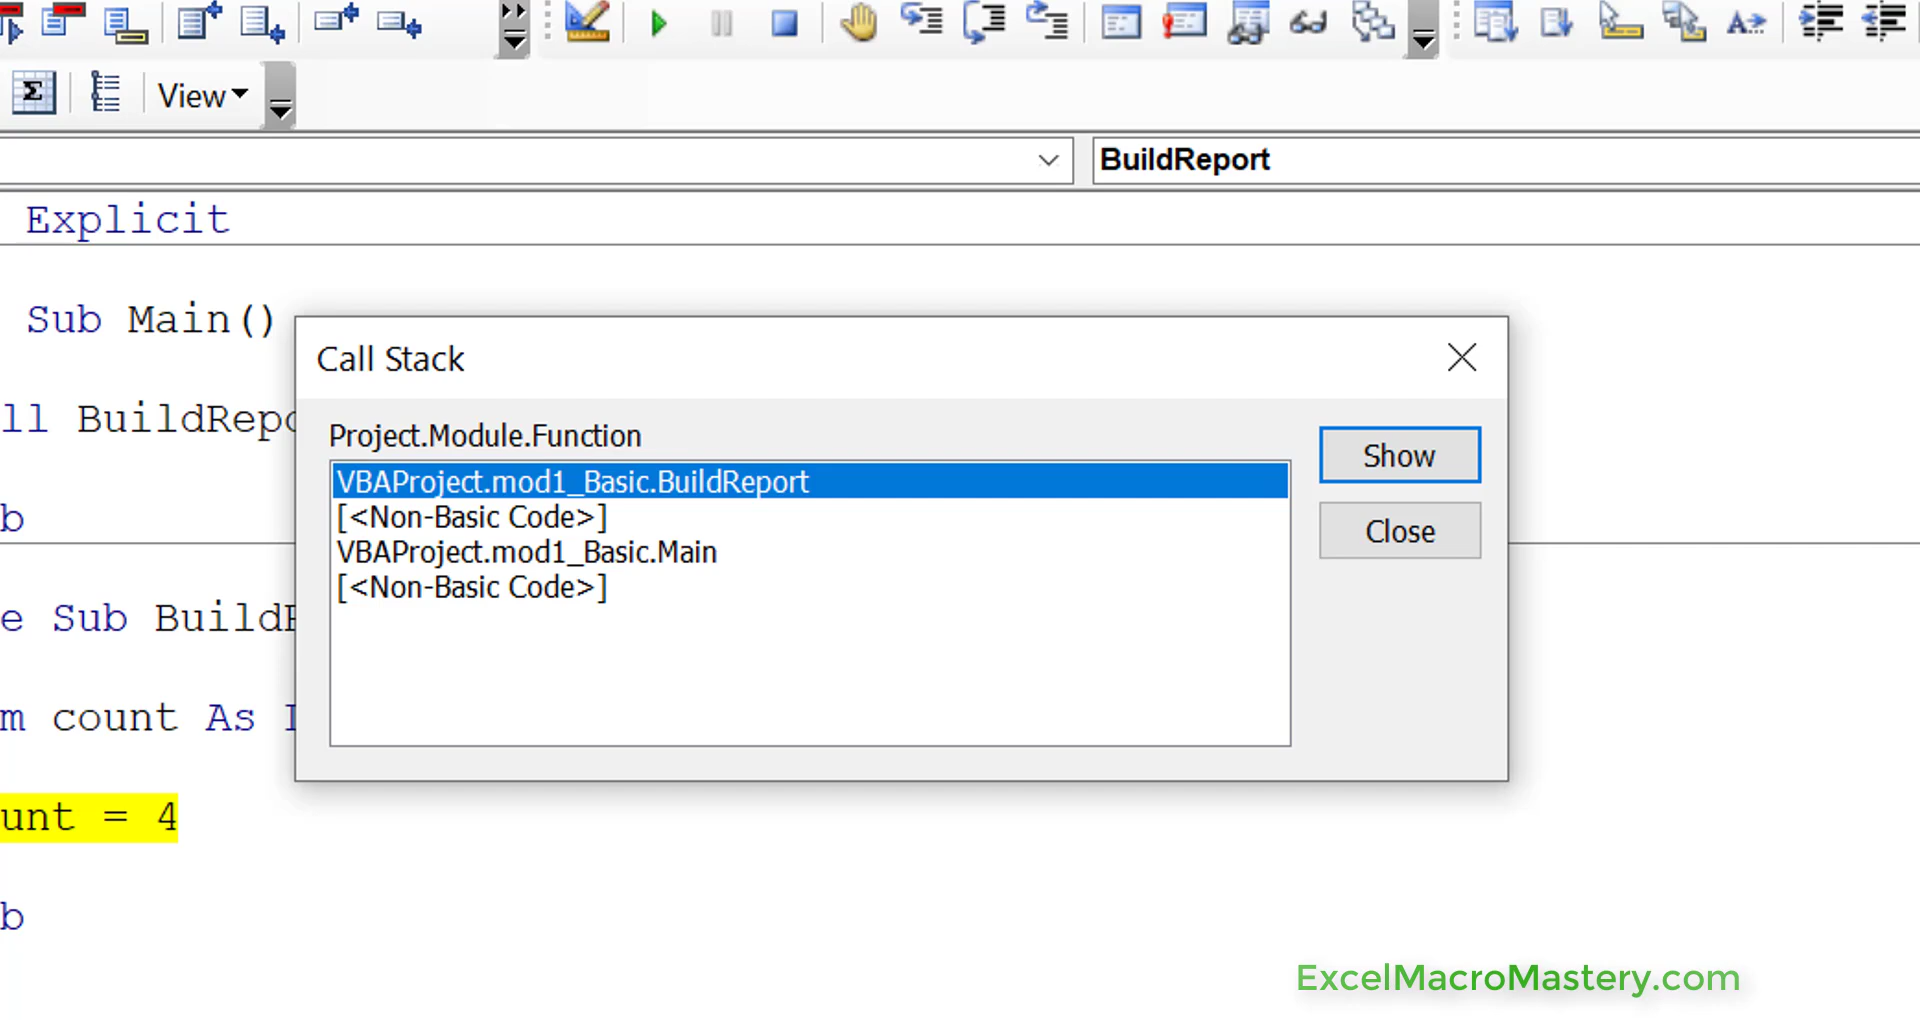 View
BuildReport
Explicit
Sub Main()
ll BuildRepo
b
e Sub Build
m count As I
unt = 4
b
Call Stack
Project.Module.Function
VBAProject.mod1_Basic.BuildReport
[<Non-Basic Code>]
VBAProject.mod1_Basic.Main
[<Non-Basic Code>]
Show
Close
ExcelMacroMastery.com